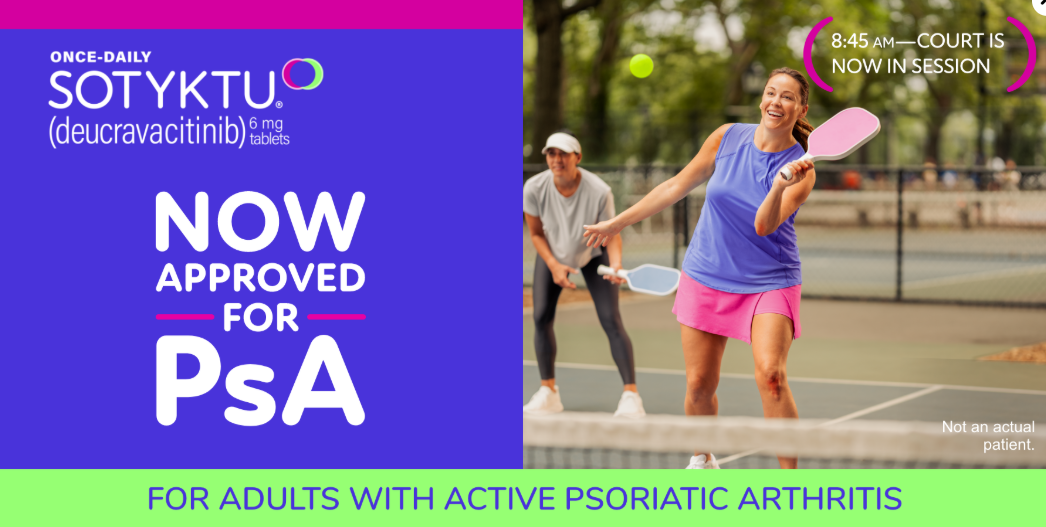 ONCE-DAILY
SOTYKTU®
(deucravacitinib) 6 mg tablets
NOW
APPROVED
FOR
PsA
8:45 AM—COURT IS
NOW IN SESSION
Not an actual
patient.
FOR ADULTS WITH ACTIVE PSORIATIC ARTHRITIS